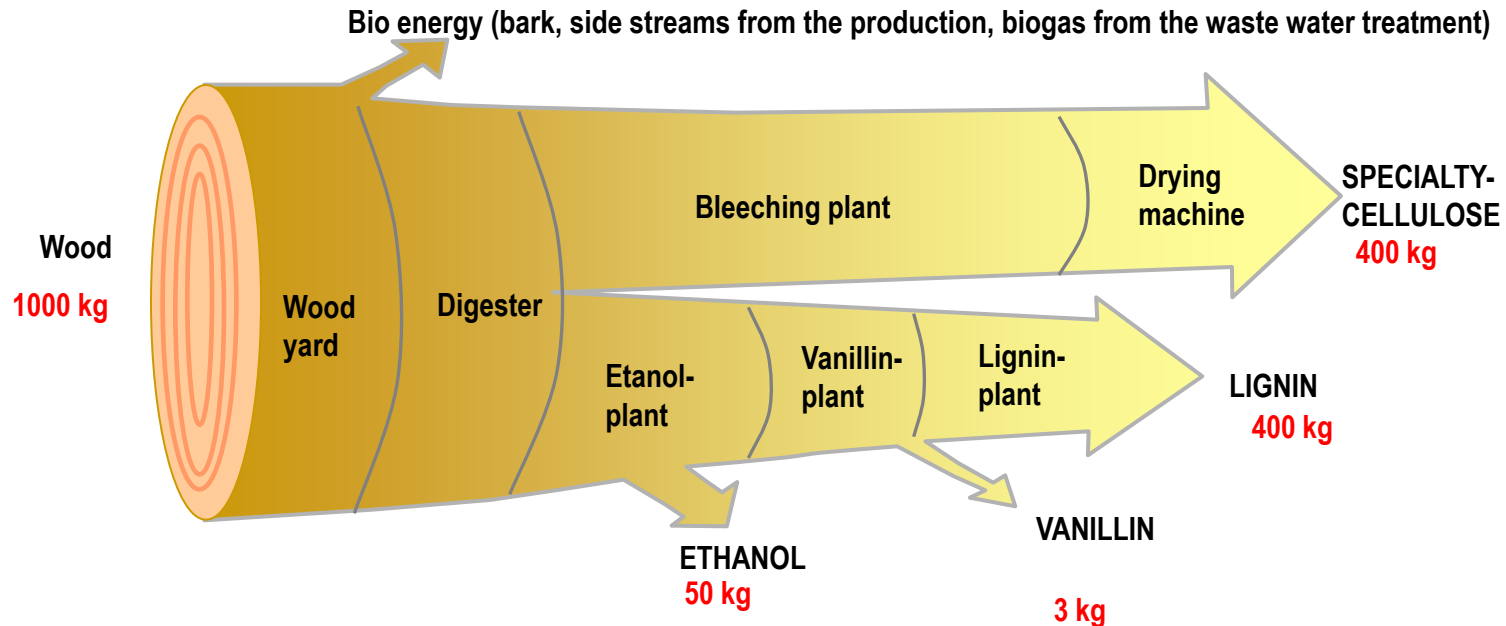 Bio energy (bark, side streams from the production, biogas from the waste water treatment)
Wood
1000 kg
Wood
yard
Digester
Bleeching plant
Drying
machine
SPECIALTY-
CELLULOSE
400 kg
Etanol-
plant
Vanillin-
plant
Lignin-
plant
LIGNIN
400 kg
ETHANOL
50 kg
VANILLIN
3 kg